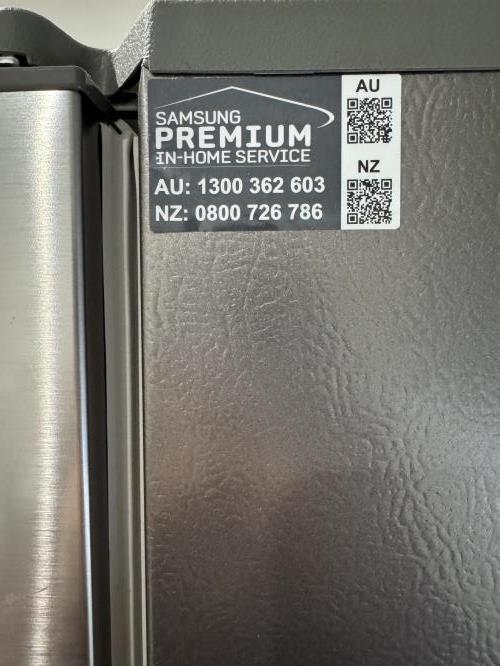 SAMSUNG
PREMIUM
IN-HOME SERVICE
AU: 1300 362 603
NZ: 0800 726 786
AU
NZ